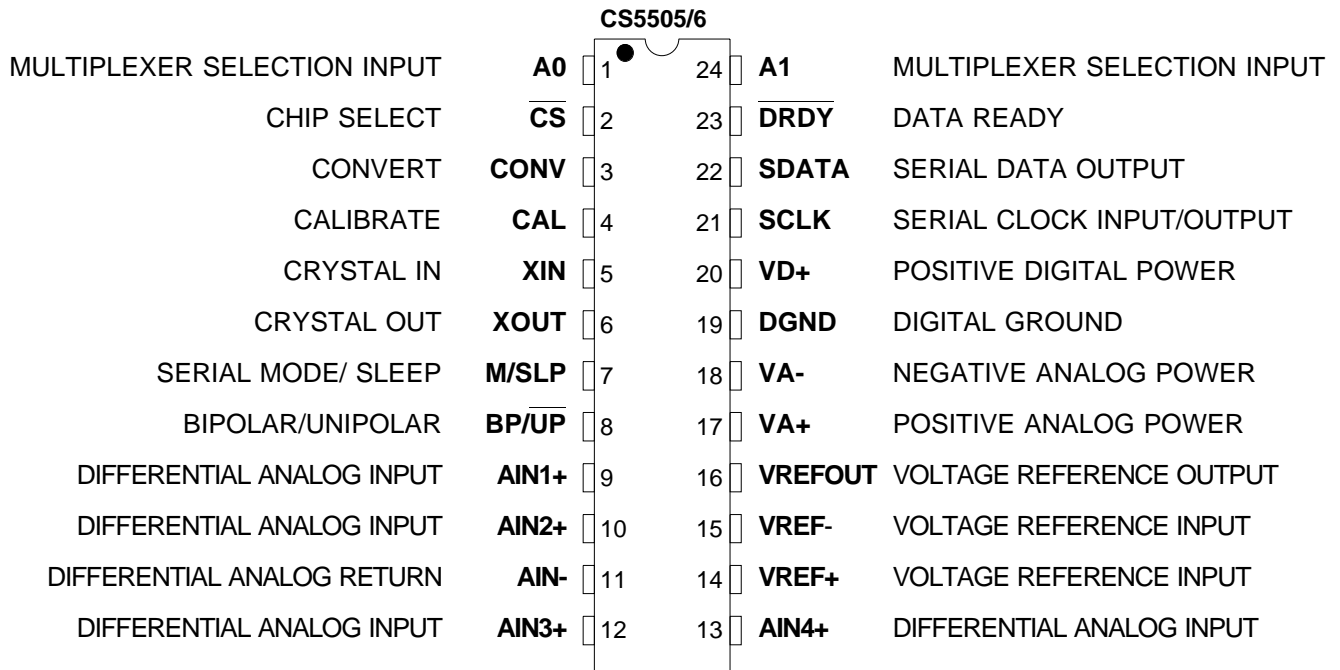 CS5505/6
MULTIPLEXER SELECTION INPUT A0 1 24 A1 MULTIPLEXER SELECTION INPUT
CHIP SELECT C̅S̅ 2 23 D̅R̅D̅Y̅ DATA READY
CONVERT CONV 3 22 SDATA SERIAL DATA OUTPUT
CALIBRATE CAL 4 21 SCLK SERIAL CLOCK INPUT/OUTPUT
CRYSTAL IN XIN 5 20 VD+ POSITIVE DIGITAL POWER
CRYSTAL OUT XOUT 6 19 DGND DIGITAL GROUND
SERIAL MODE/ SLEEP M/SLP 7 18 VA- NEGATIVE ANALOG POWER
BIPOLAR/UNIPOLAR BP/U̅P̅ 8 17 VA+ POSITIVE ANALOG POWER
DIFFERENTIAL ANALOG INPUT AIN1+ 9 16 VREFOUT VOLTAGE REFERENCE OUTPUT
DIFFERENTIAL ANALOG INPUT AIN2+ 10 15 VREF- VOLTAGE REFERENCE INPUT
DIFFERENTIAL ANALOG RETURN AIN- 11 14 VREF+ VOLTAGE REFERENCE INPUT
DIFFERENTIAL ANALOG INPUT AIN3+ 12 13 AIN4+ DIFFERENTIAL ANALOG INPUT